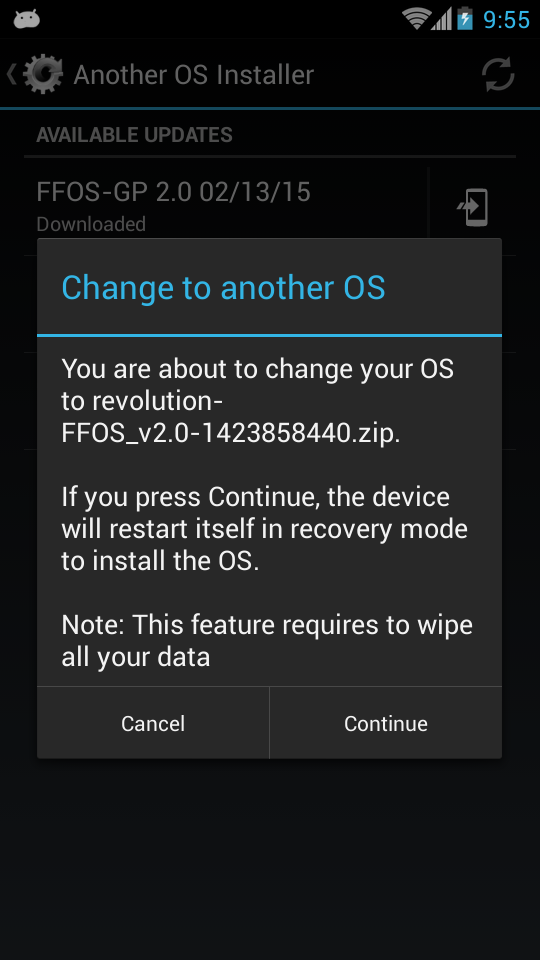 9:55
Another OS Installer
AVAILABLE UPDATES
FFOS-GP 2.0 02/13/15
Downloaded
Change to another OS
You are about to change your OS
to revolution-
FFOS_v2.0-1423858440.zip.
If you press Continue, the device
will restart itself in recovery mode
to install the OS.
Note: This feature requires to wipe
all your data
Cancel
Continue